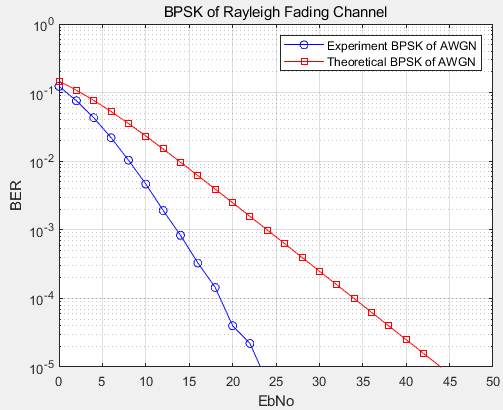 BPSK of Rayleigh Fading Channel
Experiment BPSK of AWGN
Theoretical BPSK of AWGN
10^0
10^-1
10^-2
10^-3
10^-4
10^-5
BER
0 5 10 15 20 25 30 35 40 45 50
EbNo